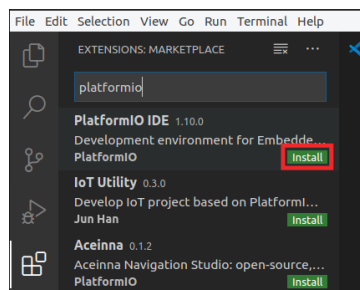 File Edit Selection View Go Run Terminal Help
EXTENSIONS: MARKETPLACE
platformio
PlatformIO IDE 1.10.0
Development environment for Embedde...
PlatformIO Install
IoT Utility 0.3.0
Develop IoT project based on PlatformI...
Jun Han Install
Aceinna 0.1.2
Aceinna Navigation Studio: open-source,...
PlatformIO Install